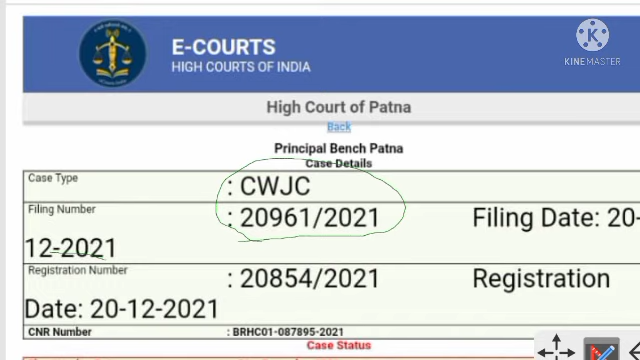 E-COURTS
HIGH COURTS OF INDIA
KINEMASTER
High Court of Patna
Back
Principal Bench Patna
Case Details
Case Type : CWJC
Filing Number : 20961/2021 Filing Date: 20-
12-2021
Registration Number : 20854/2021 Registration
Date: 20-12-2021
CNR Number : BRHC01-087895-2021
Case Status